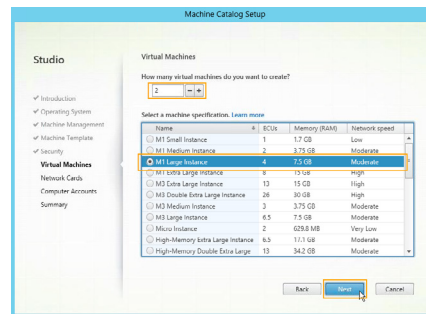 Machine Catalog Setup
Studio
✔ Introduction
✔ Operating System
✔ Machine Management
✔ Machine Template
✔ Security
Virtual Machines
Network Cards
Computer Accounts
Summary
Virtual Machines
How many virtual machines do you want to create?
2 - +
Select a machine specification. Learn more
Name ECUs Memory (RAM) Network speed
M1 Small Instance 1 1.7 GB Low
M1 Medium Instance 2 3.75 GB Moderate
M1 Large Instance 4 7.5 GB Moderate
M1 Extra Large Instance 8 15 GB High
M3 Extra Large Instance 13 15 GB High
M3 Double Extra Large Instance 26 30 GB High
M3 Medium Instance 3 3.75 GB Moderate
M3 Large Instance 6.5 7.5 GB Moderate
Micro Instance 2 629.8 MB Very Low
High-Memory Extra Large Instance 6.5 17.1 GB Moderate
High-Memory Double Extra Large 13 34.2 GB Moderate
Back Next Cancel